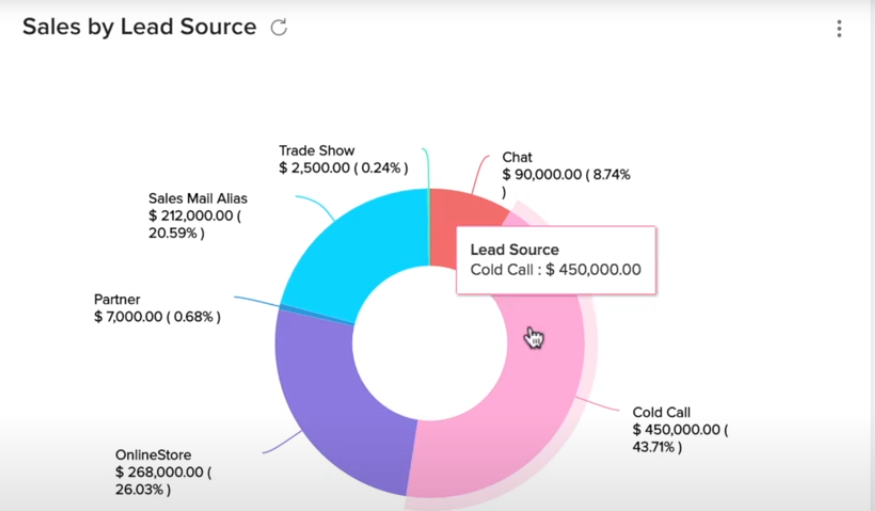 Sales by Lead Source
Trade Show
$ 2,500.00 ( 0.24% )
Chat
$ 90,000.00 ( 8.74%
)
Sales Mail Alias
$ 212,000.00 (
20.59% )
Lead Source
Cold Call : $ 450,000.00
Partner
$ 7,000.00 ( 0.68% )
Cold Call
$ 450,000.00 (
43.71% )
OnlineStore
$ 268,000.00 (
26.03% )